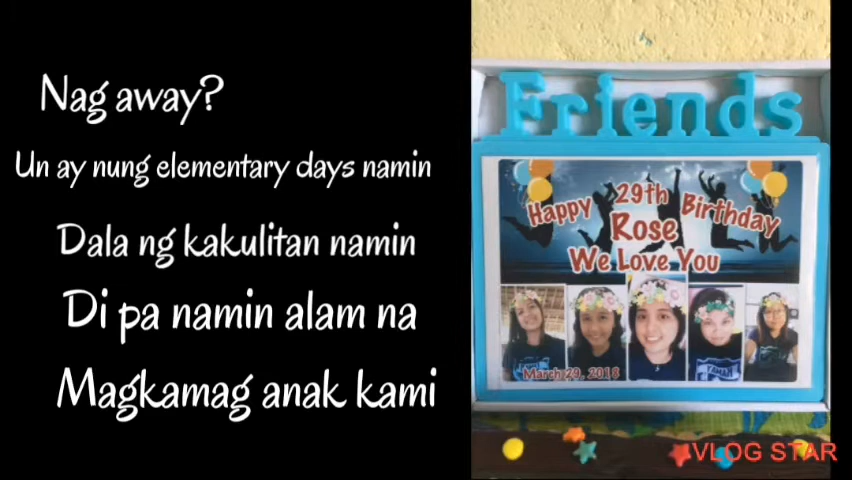 Nag away?
Un ay nung elementary days namin
Dala ng kakulitan namin
Di pa namin alam na
Magkamag anak kami
Friends
Happy 29th Birthday
Rose
We Love You
March 29, 2018
VLOG STAR